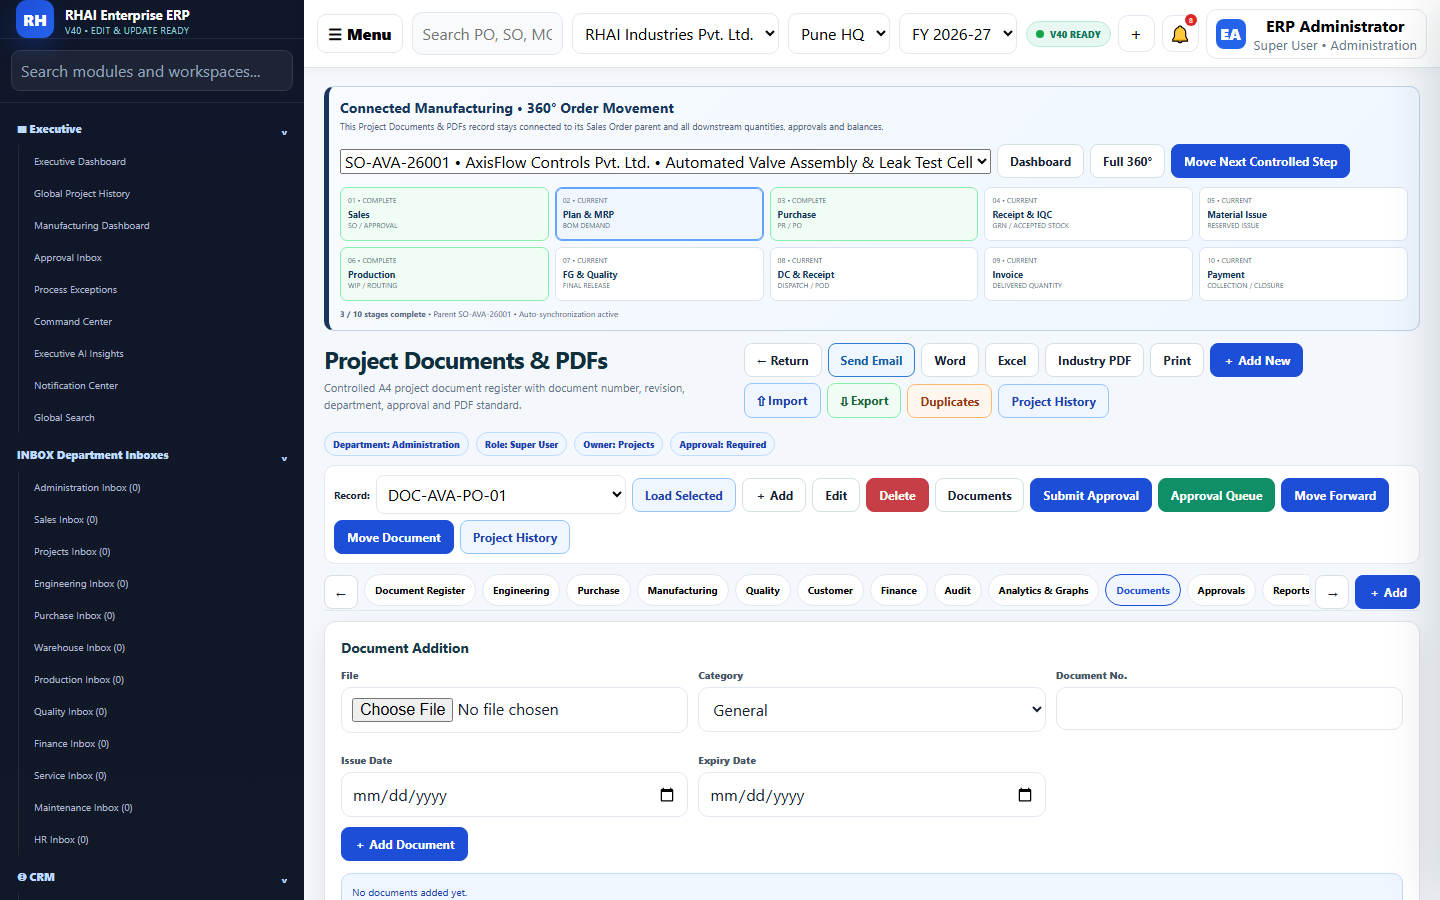 RH
RHAI Enterprise ERP
V40 • EDIT & UPDATE READY
Search modules and workspaces...
Executive
Executive Dashboard
Global Project History
Manufacturing Dashboard
Approval Inbox
Process Exceptions
Command Center
Executive AI Insights
Notification Center
Global Search
INBOX Department Inboxes
Administration Inbox (0)
Sales Inbox (0)
Projects Inbox (0)
Engineering Inbox (0)
Purchase Inbox (0)
Warehouse Inbox (0)
Production Inbox (0)
Quality Inbox (0)
Finance Inbox (0)
Service Inbox (0)
Maintenance Inbox (0)
HR Inbox (0)
CRM
☰ Menu
Search PO, SO, MO
RHAI Industries Pvt. Ltd.
Pune HQ
FY 2026-27
V40 READY
+
8
EA
ERP Administrator
Super User • Administration
Connected Manufacturing • 360° Order Movement
This Project Documents & PDFs record stays connected to its Sales Order parent and all downstream quantities, approvals and balances.
SO-AVA-26001 • AxisFlow Controls Pvt. Ltd. • Automated Valve Assembly & Leak Test Cell
Dashboard
Full 360°
Move Next Controlled Step
01 • COMPLETE
Sales
SO / APPROVAL
02 • CURRENT
Plan & MRP
BOM DEMAND
03 • COMPLETE
Purchase
PR / PO
04 • CURRENT
Receipt & IQC
GRN / ACCEPTED STOCK
05 • CURRENT
Material Issue
RESERVED ISSUE
06 • COMPLETE
Production
WIP / ROUTING
07 • CURRENT
FG & Quality
FINAL RELEASE
08 • CURRENT
DC & Receipt
DISPATCH / POD
09 • CURRENT
Invoice
DELIVERED QUANTITY
10 • CURRENT
Payment
COLLECTION / CLOSURE
3 / 10 stages complete • Parent SO-AVA-26001 • Auto-synchronization active
Project Documents & PDFs
Controlled A4 project document register with document number, revision,
department, approval and PDF standard.
← Return
Send Email
Word
Excel
Industry PDF
Print
+ Add New
⇧ Import
⇩ Export
Duplicates
Project History
Department: Administration
Role: Super User
Owner: Projects
Approval: Required
Record:
DOC-AVA-PO-01
Load Selected
+ Add
Edit
Delete
Documents
Submit Approval
Approval Queue
Move Forward
Move Document
Project History
←
Document Register
Engineering
Purchase
Manufacturing
Quality
Customer
Finance
Audit
Analytics & Graphs
Documents
Approvals
Reports
→
+ Add
Document Addition
File
Choose File No file chosen
Category
General
Document No.
Issue Date
mm/dd/yyyy
Expiry Date
mm/dd/yyyy
+ Add Document
No documents added yet.